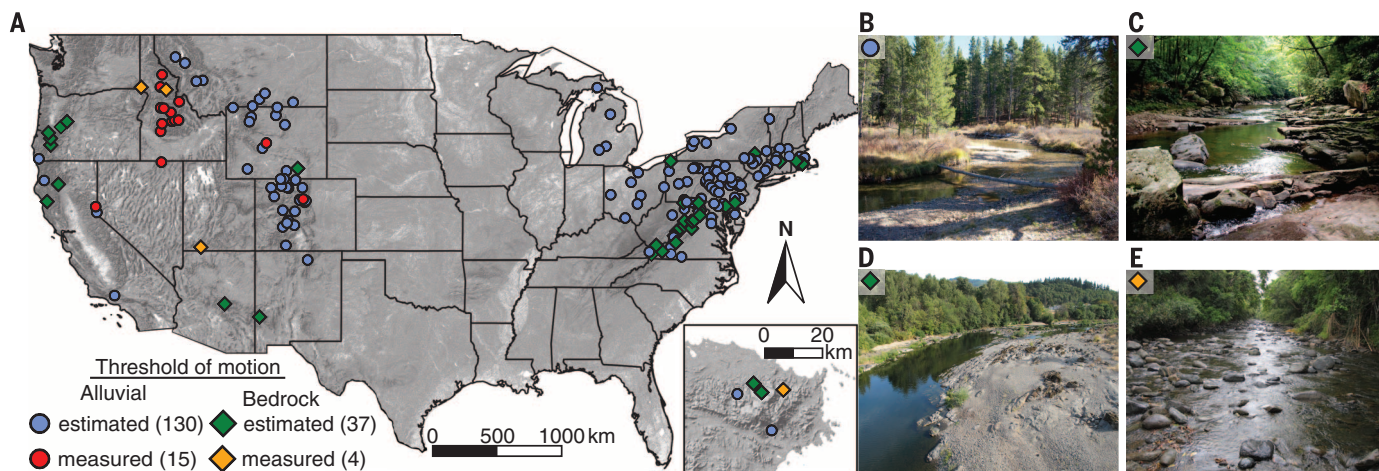 A
N
Threshold of motion
Alluvial
Bedrock
estimated (130)
estimated (37)
measured (15)
measured (4)
0 500 1000 km
0 20
km
B
C
D
E